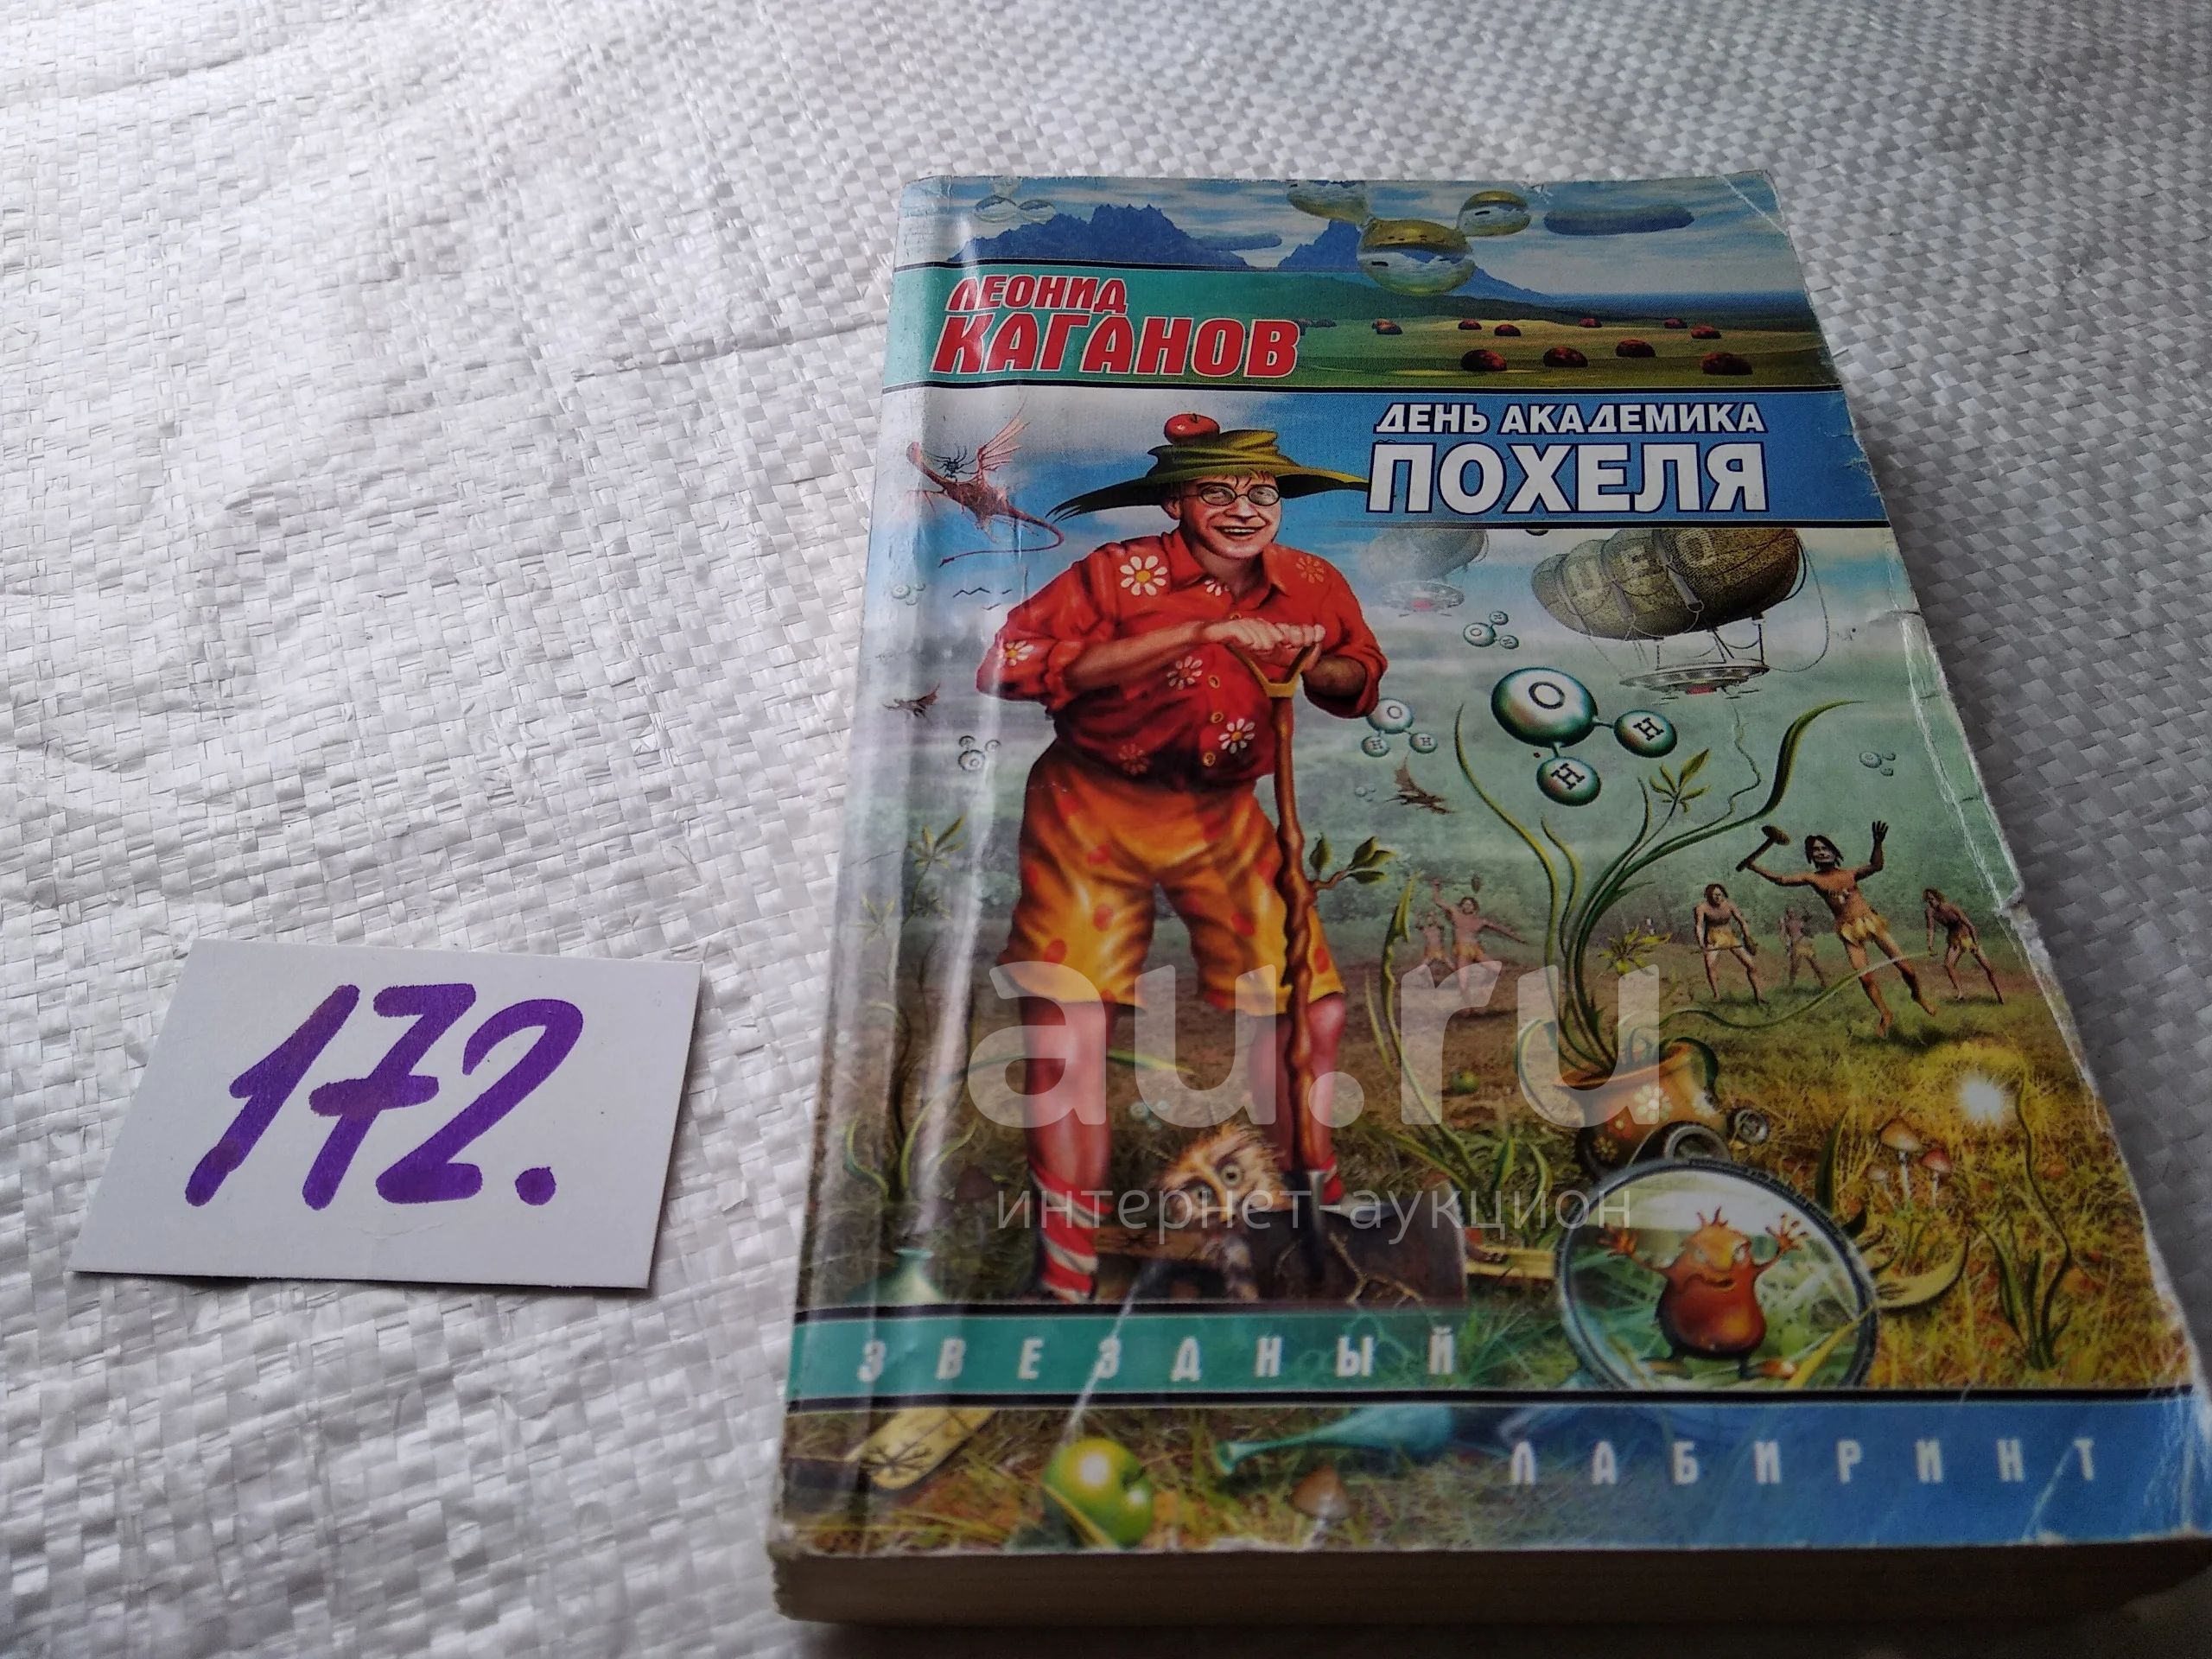 ЛЕОНИД
КАГАНОВ
ДЕНЬ АКАДЕМИКА
ПОХЕЛЯ
O
H
H
O
H
H
172.
au.ru
интернет-аукцион
ЗВЕЗДНЫЙ
ЛАБИРИНТ